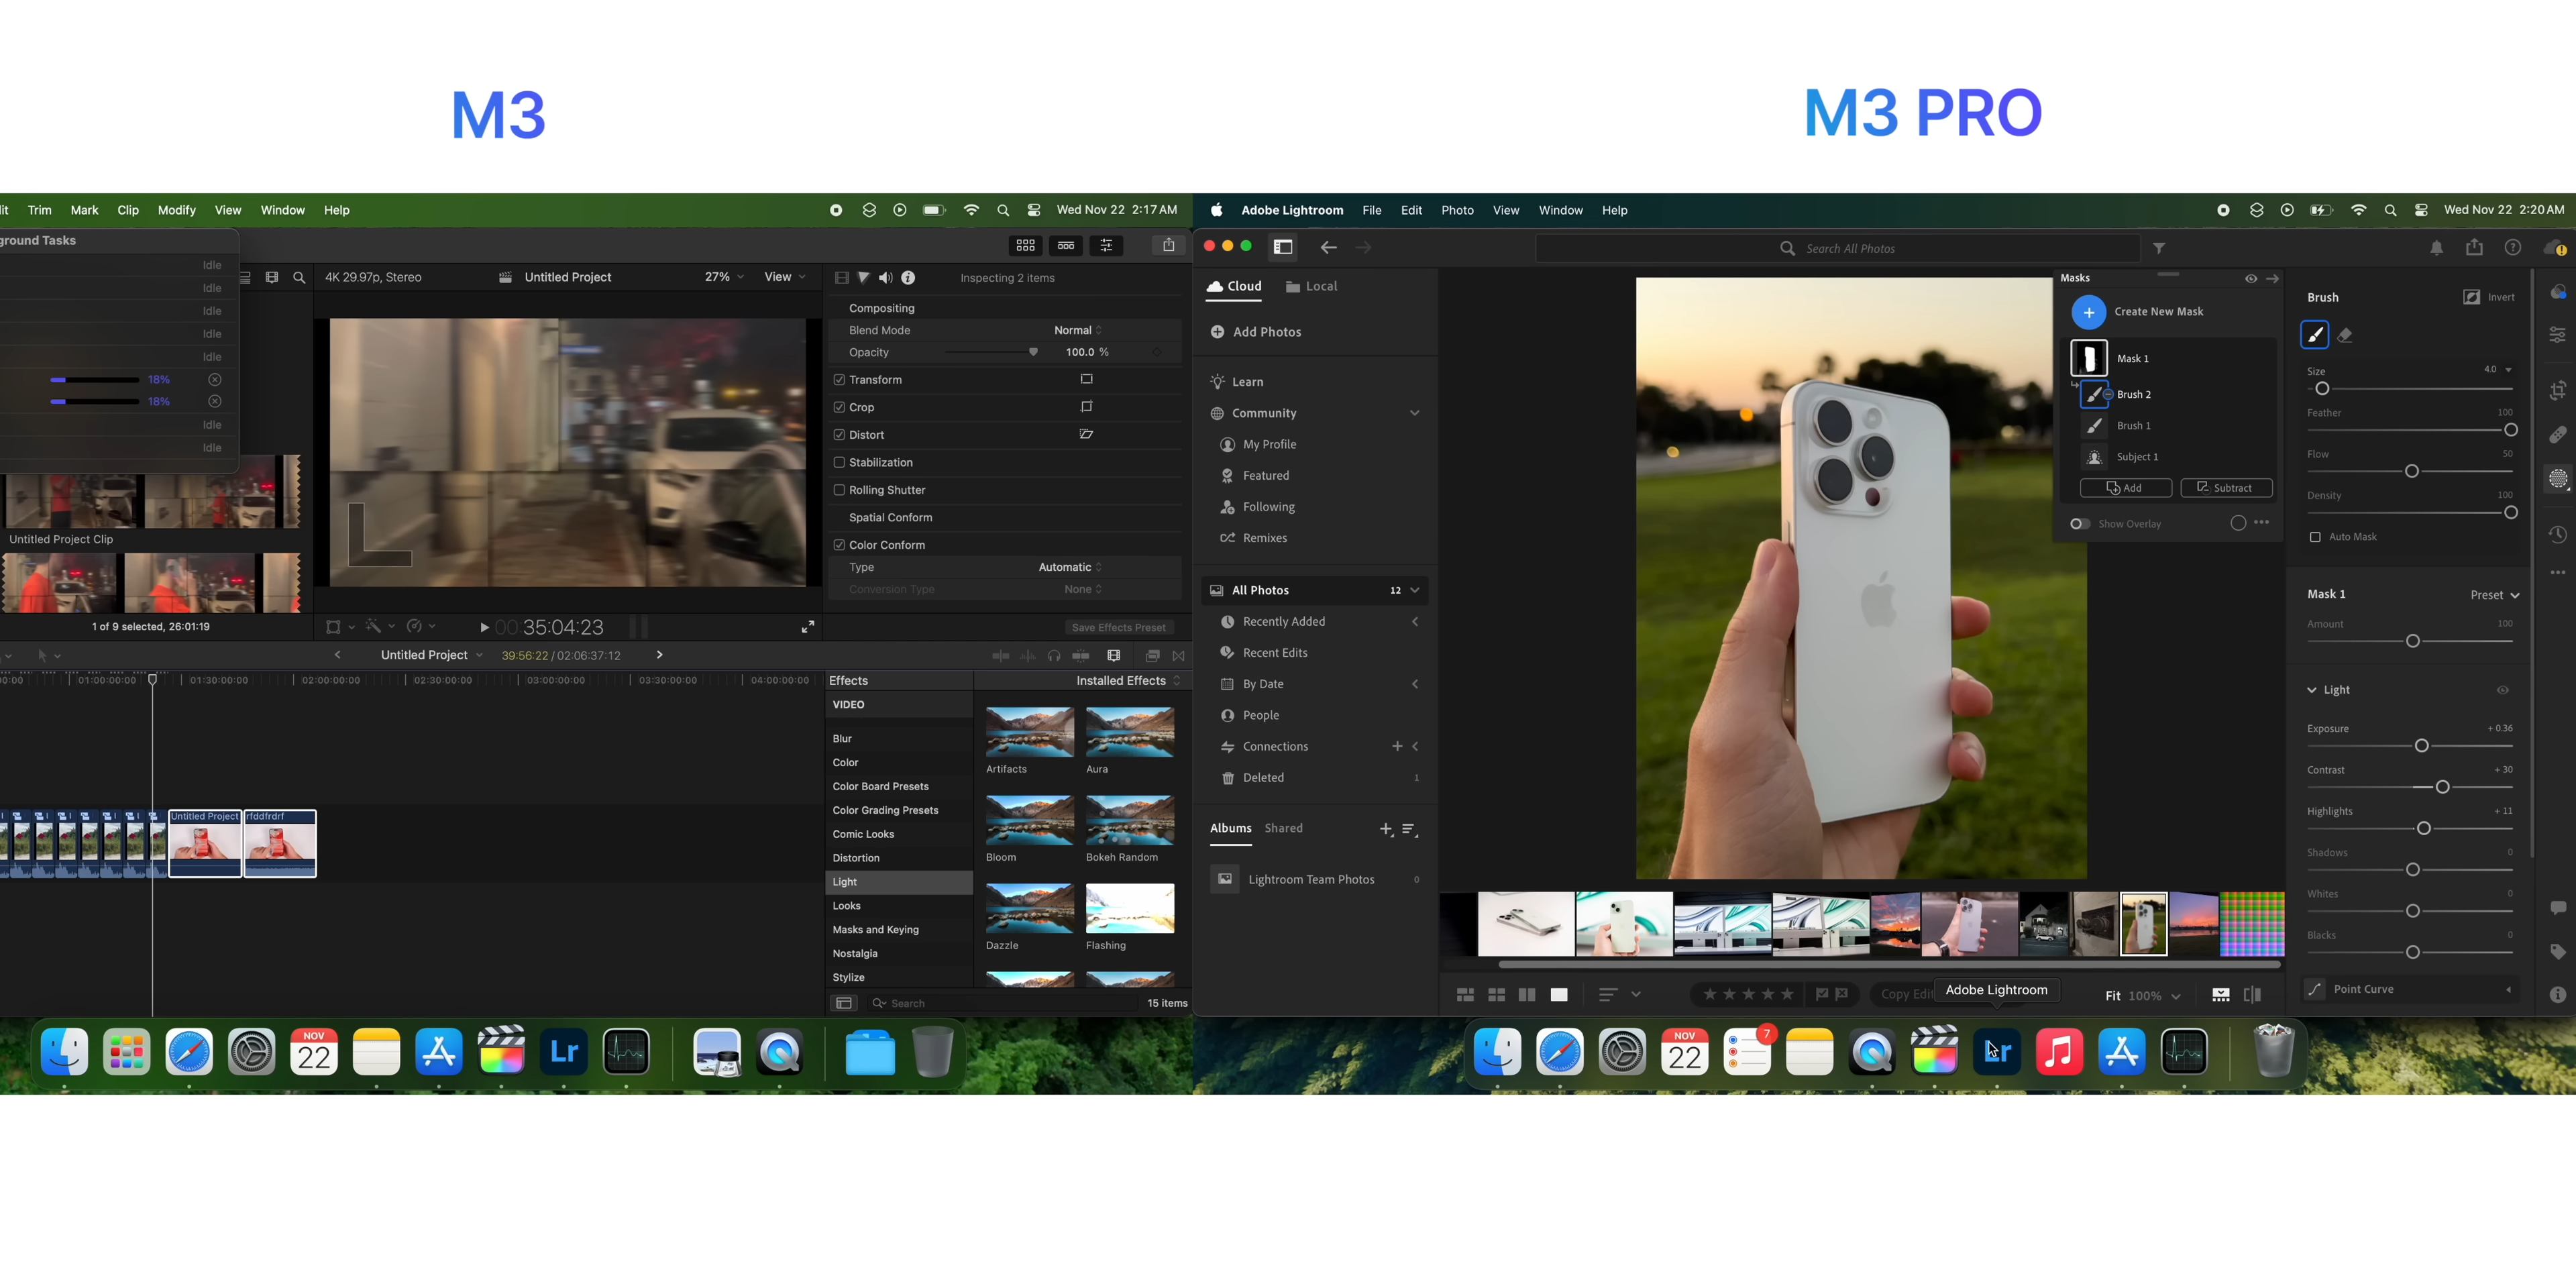 M3
M3 PRO
it Trim Mark Clip Modify View Window Help
Wed Nov 22 2:17 AM
ground Tasks
Idle
Idle
Idle
Idle
Idle
18%
18%
Idle
Idle
4K 29.97p, Stereo
Untitled Project
27%
View
Inspecting 2 items
Compositing
Blend Mode
Normal
Opacity
100.0 %
Transform
Crop
Distort
Stabilization
Rolling Shutter
Spatial Conform
Color Conform
Type
Automatic
Conversion Type
None
Save Effects Preset
Untitled Project Clip
1 of 9 selected, 26:01:19
00:35:04:23
Untitled Project
39:56:22 / 02:06:37:12
00:00
01:00:00:00
01:30:00:00
02:00:00:00
02:30:00:00
03:00:00:00
03:30:00:00
04:00:00:00
Untitled Project
rfddfrdrf
Effects
Installed Effects
VIDEO
Blur
Color
Color Board Presets
Color Grading Presets
Comic Looks
Distortion
Light
Looks
Masks and Keying
Nostalgia
Stylize
Artifacts
Aura
Bloom
Bokeh Random
Dazzle
Flashing
Search
15 items
NOV
22
Lr
Adobe Lightroom File Edit Photo View Window Help
Wed Nov 22 2:20 AM
Search All Photos
Cloud
Local
Add Photos
Learn
Community
My Profile
Featured
Following
Remixes
All Photos
12
Recently Added
Recent Edits
By Date
People
Connections
Deleted
1
Albums
Shared
Lightroom Team Photos
0
Masks
Create New Mask
Mask 1
Brush 2
Brush 1
Subject 1
Add
Subtract
Show Overlay
Brush
Invert
Size
4.0
Feather
100
Flow
50
Density
100
Auto Mask
Mask 1
Preset
Amount
100
Light
Exposure
+ 0.36
Contrast
+ 30
Highlights
+ 11
Shadows
0
Whites
0
Blacks
0
Point Curve
Copy Edi
Adobe Lightroom
Fit
100%
NOV
22
7
Lr